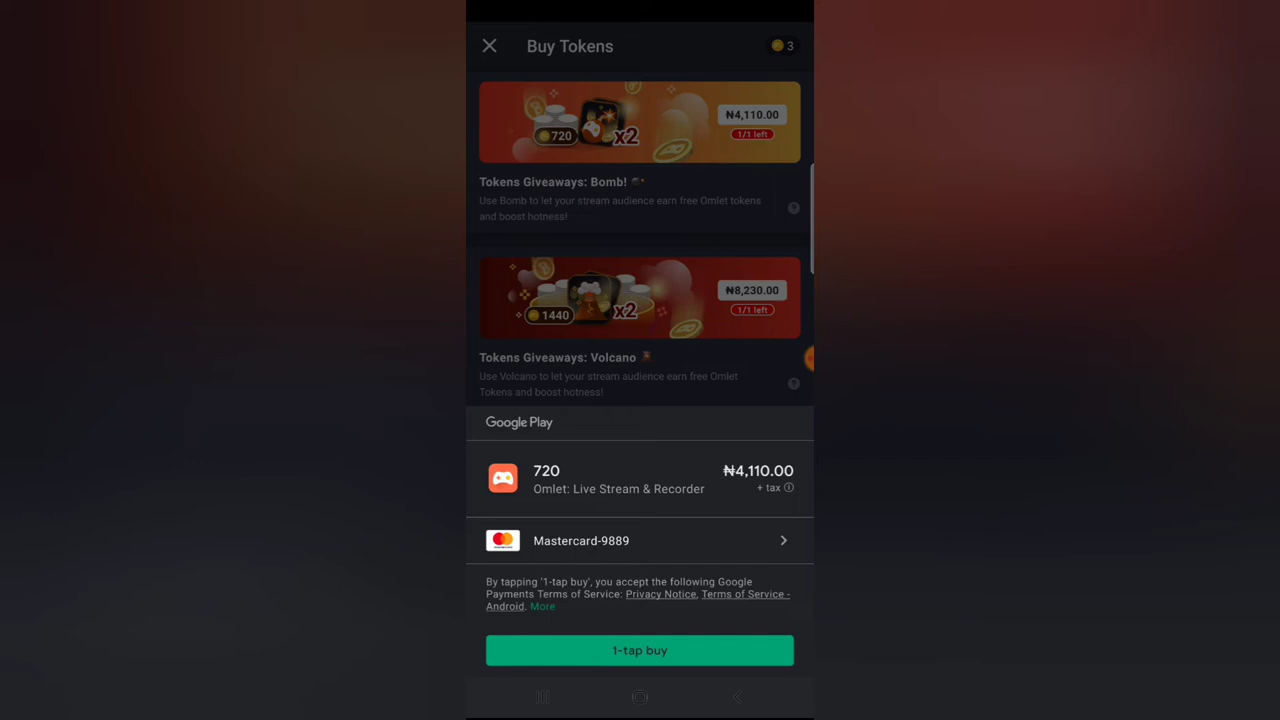 Buy Tokens
3
₦4,110.00
1/1 left
720
x2
Tokens Giveaways: Bomb!
Use Bomb to let your stream audience earn free Omlet tokens
and boost hotness!
?
₦8,230.00
1/1 left
1440
x2
Tokens Giveaways: Volcano
Use Volcano to let your stream audience earn free Omlet
Tokens and boost hotness!
?
Google Play
720
₦4,110.00
Omlet: Live Stream & Recorder
+ tax
Mastercard-9889
By tapping '1-tap buy', you accept the following Google
Payments Terms of Service: Privacy Notice, Terms of Service -
Android. More
1-tap buy